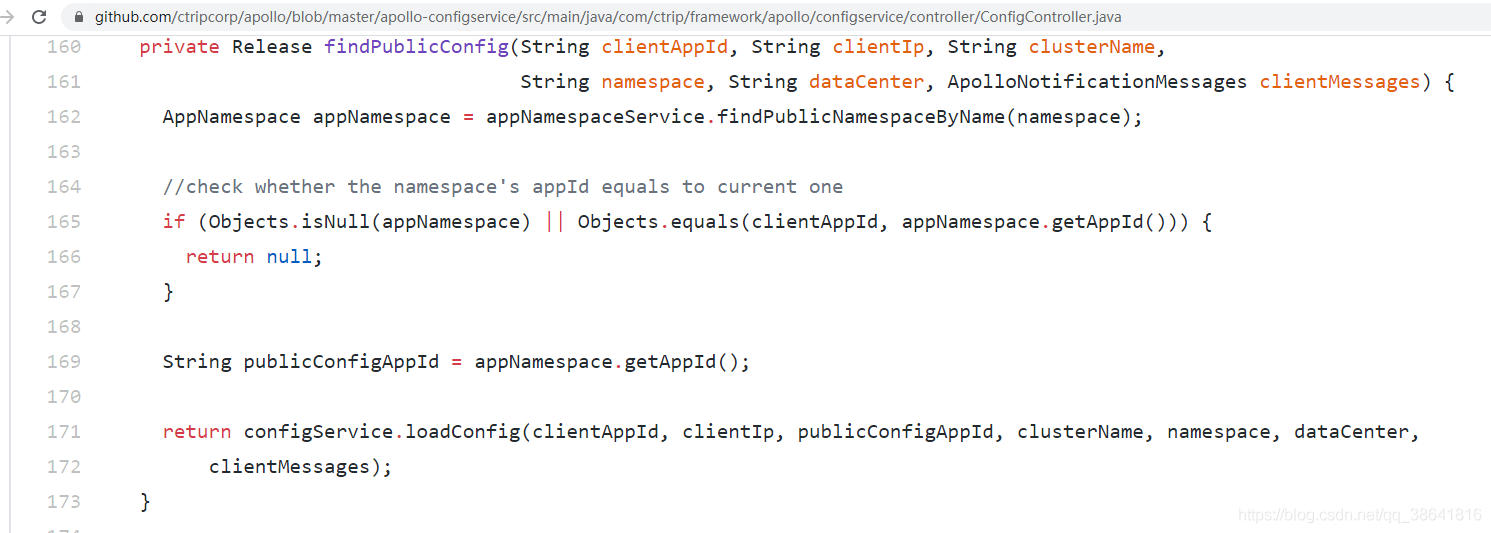 github.com/ctripcorp/apollo/blob/master/apollo-configservice/src/main/java/com/ctrip/framework/apollo/configservice/controller/ConfigController.java
160 private Release findPublicConfig(String clientAppId, String clientIp, String clusterName,
161 String namespace, String dataCenter, ApolloNotificationMessages clientMessages) {
162 AppNamespace appNamespace = appNamespaceService.findPublicNamespaceByName(namespace);
163
164 //check whether the namespace's appId equals to current one
165 if (Objects.isNull(appNamespace) || Objects.equals(clientAppId, appNamespace.getAppId())) {
166 return null;
167 }
168
169 String publicConfigAppId = appNamespace.getAppId();
170
171 return configService.loadConfig(clientAppId, clientIp, publicConfigAppId, clusterName, namespace, dataCenter,
172 clientMessages);
173 }
https://blog.csdn.net/qq_38641816